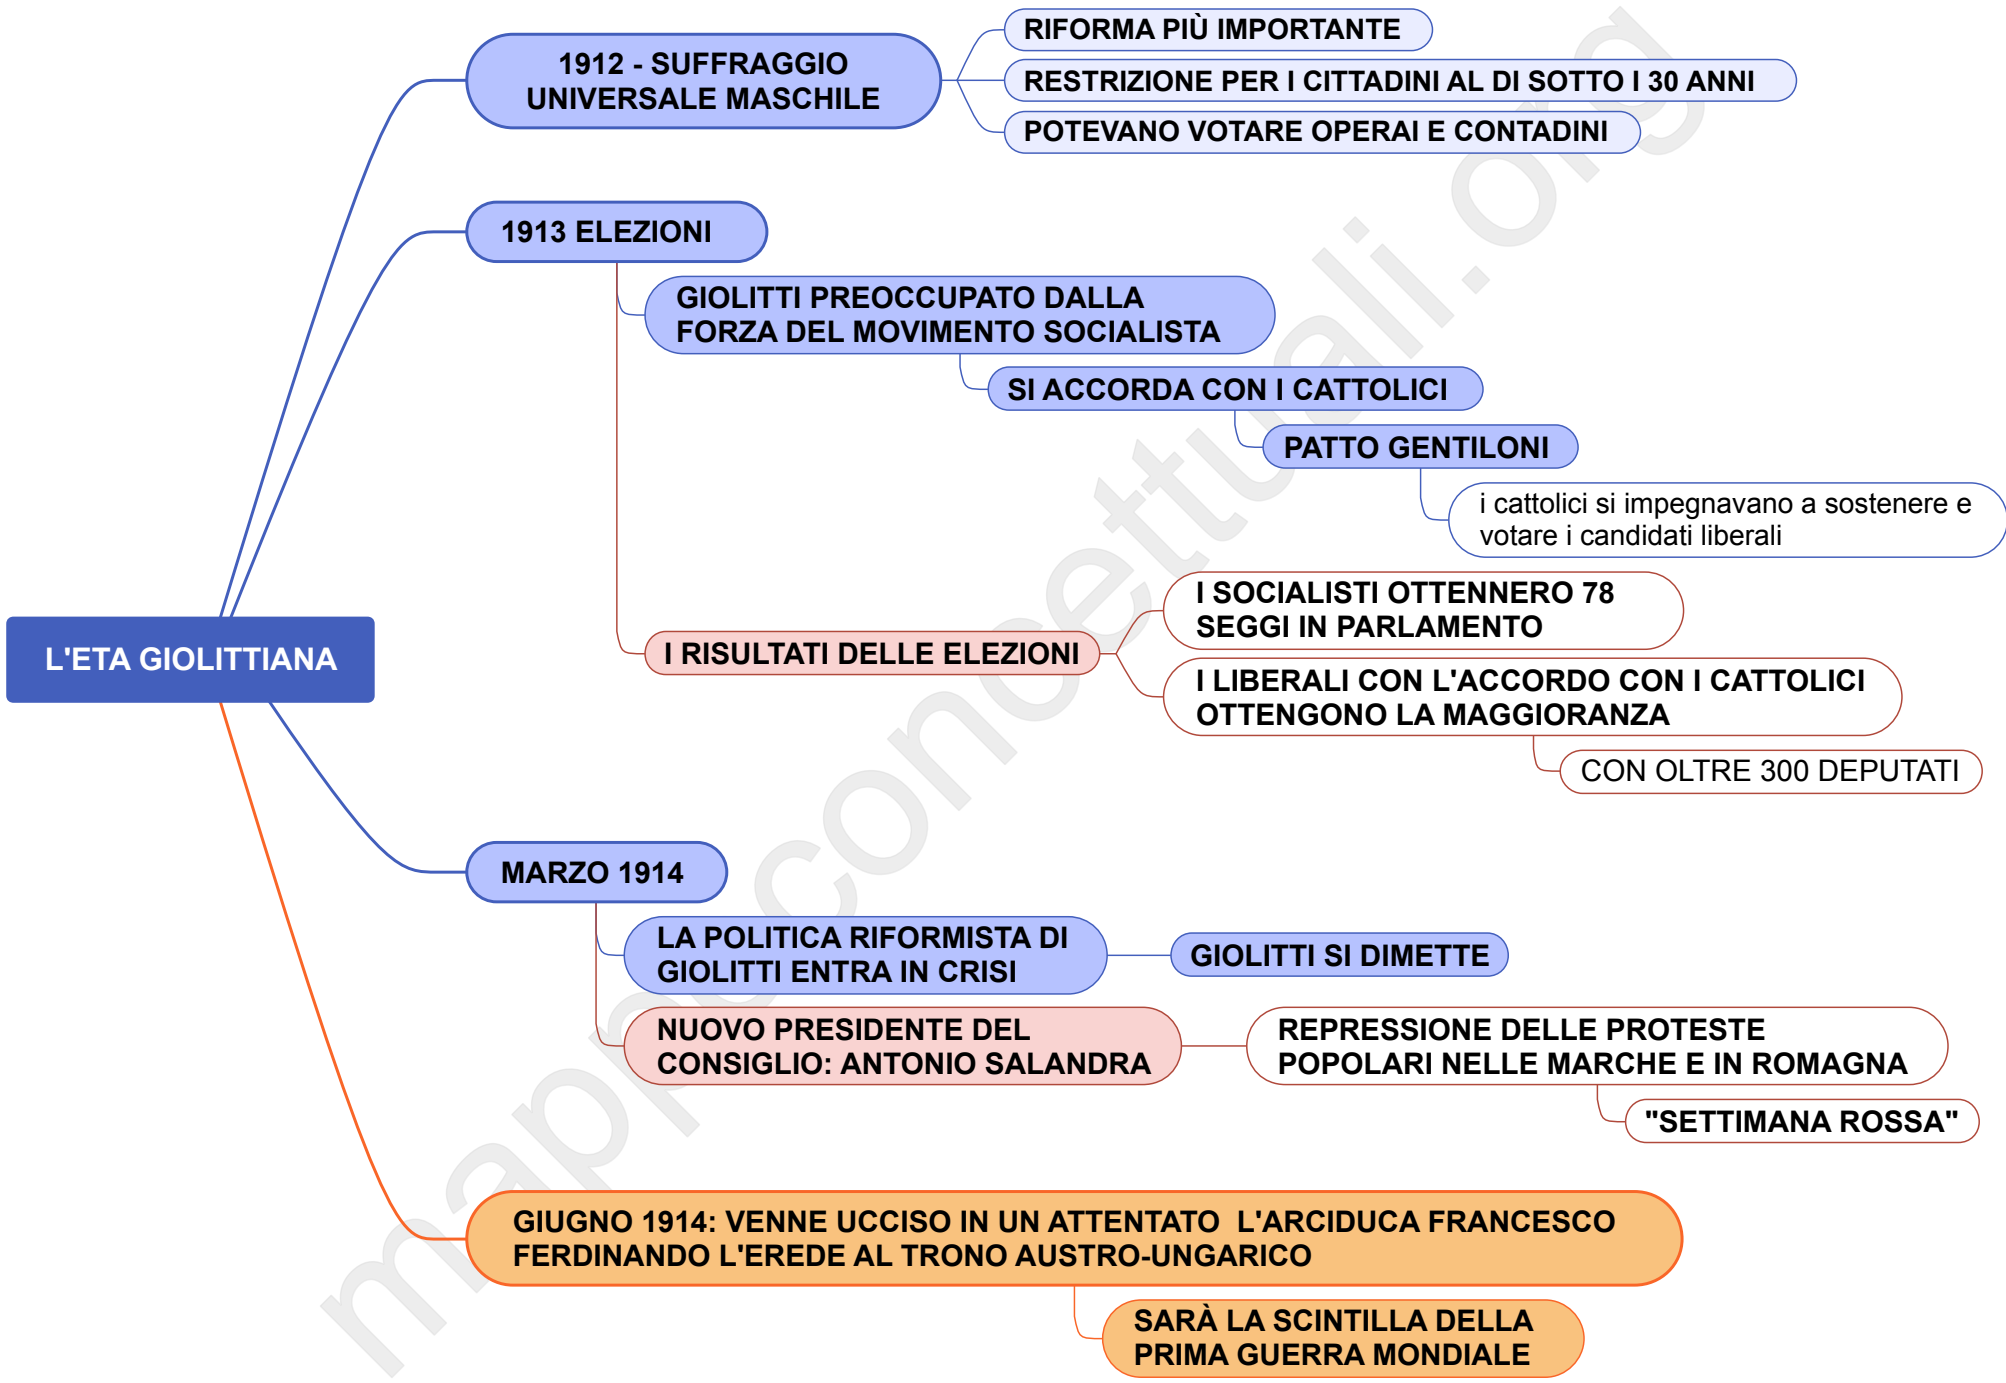 1912 - SUFFRAGGIO
UNIVERSALE MASCHILE
RIFORMA PIÙ IMPORTANTE
RESTRIZIONE PER I CITTADINI AL DI SOTTO I 30 ANNI
POTEVANO VOTARE OPERAI E CONTADINI
1913 ELEZIONI
GIOLITTI PREOCCUPATO DALLA
FORZA DEL MOVIMENTO SOCIALISTA
SI ACCORDA CON I CATTOLICI
PATTO GENTILONI
i cattolici si impegnavano a sostenere e
votare i candidati liberali
L'ETA GIOLITTIANA
I RISULTATI DELLE ELEZIONI
I SOCIALISTI OTTENNERO 78
SEGGI IN PARLAMENTO
I LIBERALI CON L'ACCORDO CON I CATTOLICI
OTTENGONO LA MAGGIORANZA
CON OLTRE 300 DEPUTATI
MARZO 1914
LA POLITICA RIFORMISTA DI
GIOLITTI ENTRA IN CRISI
GIOLITTI SI DIMETTE
NUOVO PRESIDENTE DEL
CONSIGLIO: ANTONIO SALANDRA
REPRESSIONE DELLE PROTESTE
POPOLARI NELLE MARCHE E IN ROMAGNA
"SETTIMANA ROSSA"
GIUGNO 1914: VENNE UCCISO IN UN ATTENTATO  L'ARCIDUCA FRANCESCO
FERDINANDO L'EREDE AL TRONO AUSTRO-UNGARICO
SARÀ LA SCINTILLA DELLA
PRIMA GUERRA MONDIALE
mappeconcettuali.org